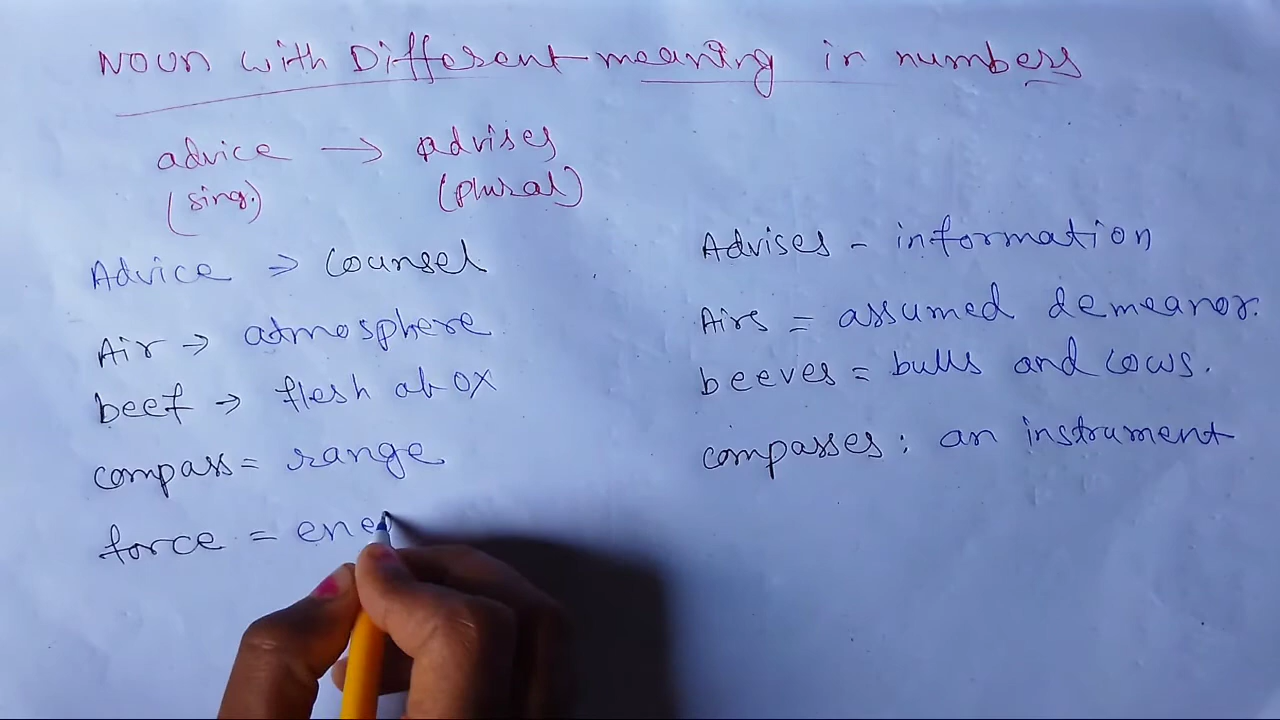 Noun with Different meaning in numbers
advice → advises
(sing.) (plural)
Advice ⇒ Counsel
Advises - information
Air → atmosphere
Airs = assumed demeanor.
beef → flesh of ox
beeves = bulls and cows.
compass = range
compasses : an instrument
force = ene